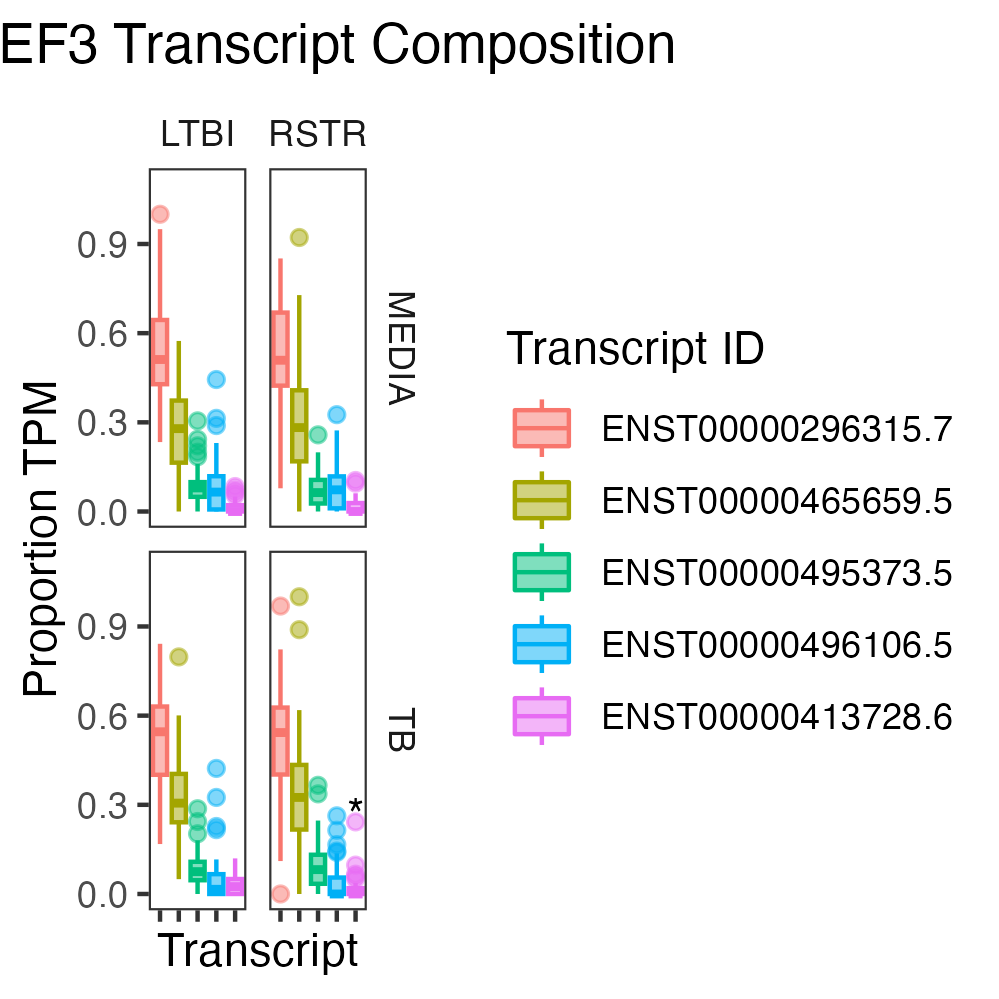 EF3 Transcript Composition
LTBI RSTR
0.9
0.6
0.3
0.0
MEDIA
0.9
0.6
0.3
0.0
*
TB
Proportion TPM
Transcript
Transcript ID
ENST00000296315.7
ENST00000465659.5
ENST00000495373.5
ENST00000496106.5
ENST00000413728.6